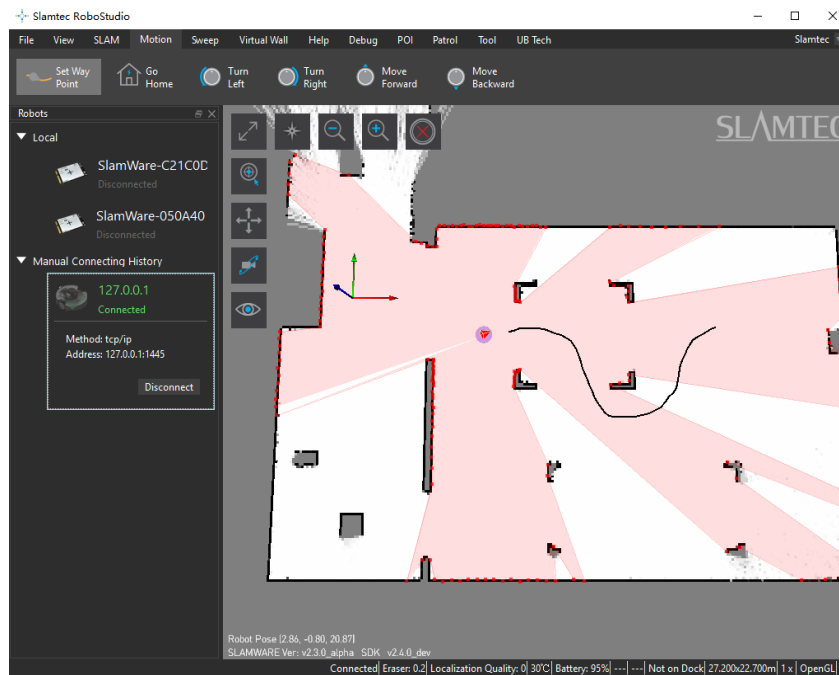 Slamtec RoboStudio
File View SLAM Motion Sweep Virtual Wall Help Debug POI Patrol Tool UB Tech Slamtec
Set Way
Point
Go
Home
Turn
Left
Turn
Right
Move
Forward
Move
Backward
Robots
Local
SlamWare-C21C0D
Disconnected
SlamWare-050A40
Disconnected
Manual Connecting History
127.0.0.1
Connected
Method: tcp/ip
Address: 127.0.0.1:1445
Disconnect
SLAMTEC
Robot Pose [2.86, -0.80, 20.87]
SLAMWARE Ver: v2.3.0_alpha SDK v2.4.0_dev
Connected| Eraser: 0.2| Localization Quality: 0| 30℃| Battery: 95%| ---| ---| Not on Dock| 27.200x22.700m| 1 x| OpenGL|